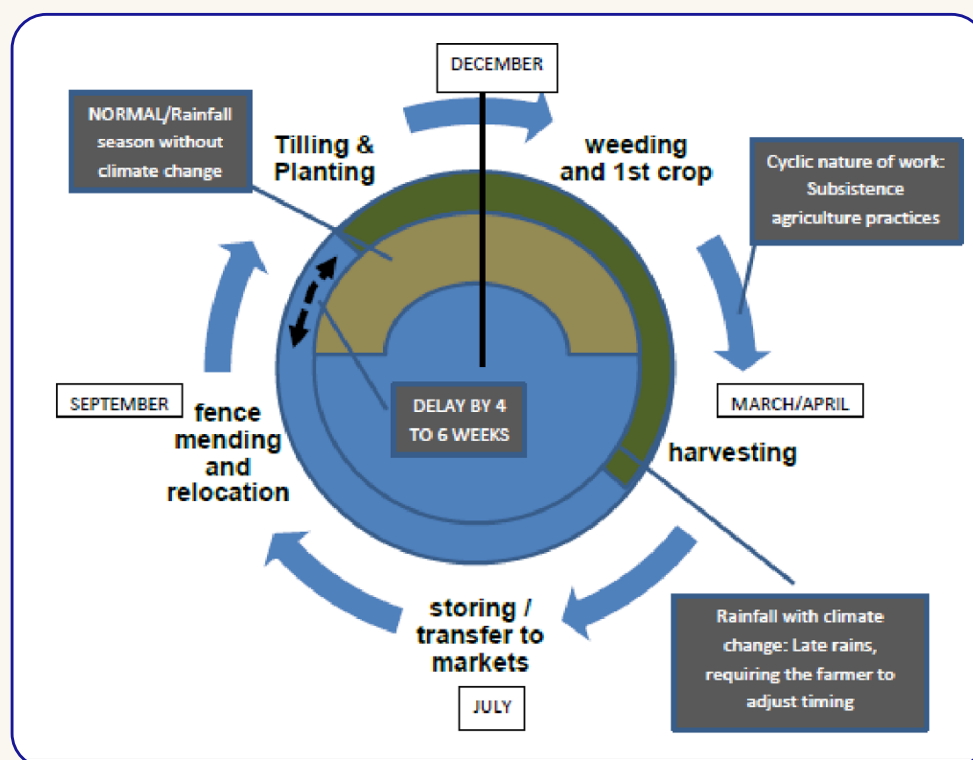 DECEMBER
NORMAL/Rainfall
season without
climate change
Tilling &
Planting
weeding
and 1st crop
Cyclic nature of work:
Subsistence
agriculture practices
SEPTEMBER
fence
mending
and
relocation
DELAY BY 4
TO 6 WEEKS
MARCH/APRIL
harvesting
storing /
transfer to
markets
JULY
Rainfall with climate
change: Late rains,
requiring the farmer to
adjust timing